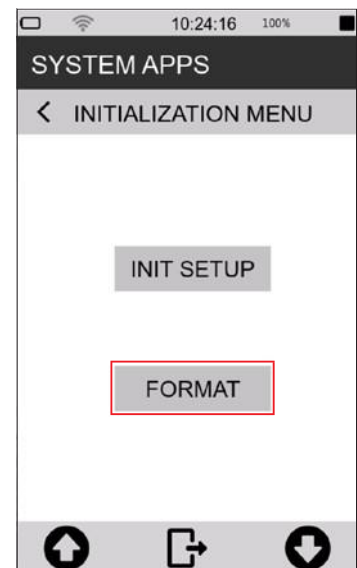 10:24:16 100%
SYSTEM APPS
INITIALIZATION MENU
INIT SETUP
FORMAT